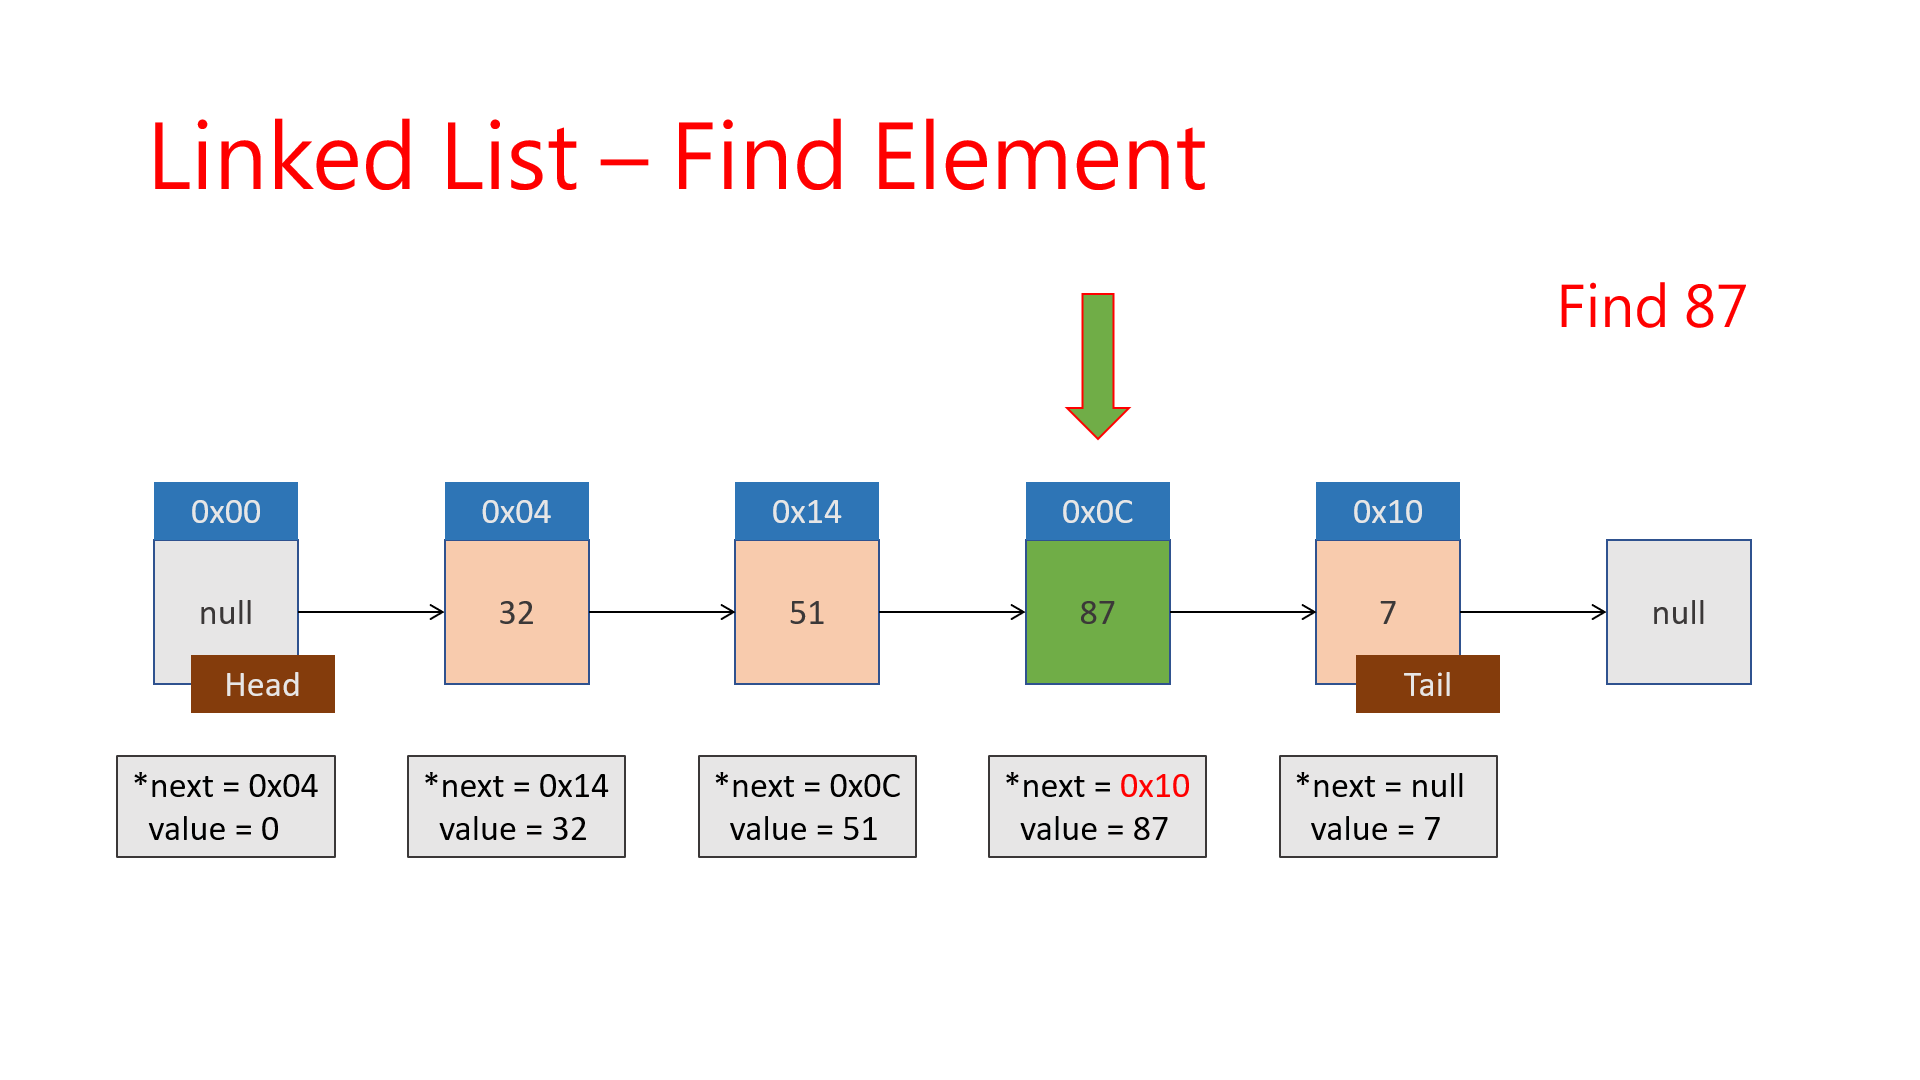 Linked List – Find Element
Find 87
0x00
0x04
0x14
0x0C
0x10
null
32
51
87
7
null
Head
Tail
*next = 0x04
value = 0
*next = 0x14
value = 32
*next = 0x0C
value = 51
*next = 0x10
value = 87
*next = null
value = 7